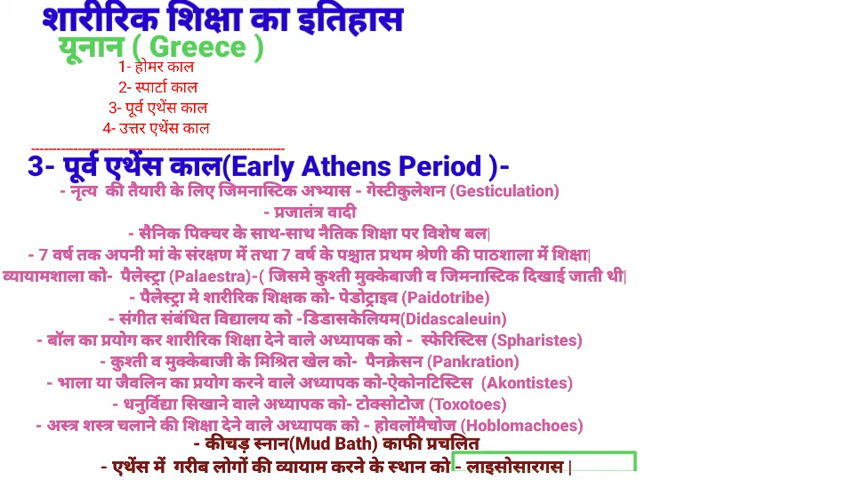 शारीरिक शिक्षा का इतिहास
यूनान ( Greece )
1- होमर काल
2- स्पार्टा काल
3- पूर्व एथेंस काल
4- उत्तर एथेंस काल
--------------------------------------------------------------
3- पूर्व एथेंस काल(Early Athens Period )-
- नृत्य की तैयारी के लिए जिमनास्टिक अभ्यास - गेस्टीकुलेशन (Gesticulation)
- प्रजातंत्र वादी
- सैनिक पिक्चर के साथ-साथ नैतिक शिक्षा पर विशेष बल|
- 7 वर्ष तक अपनी मां के संरक्षण में तथा 7 वर्ष के पश्चात प्रथम श्रेणी की पाठशाला में शिक्षा|
व्यायामशाला को- पैलेस्ट्रा (Palaestra)-( जिसमे कुश्ती मुक्केबाजी व जिमनास्टिक दिखाई जाती थी|
- पैलेस्ट्रा मे शारीरिक शिक्षक को- पेडोट्राइव (Paidotribe)
- संगीत संबंधित विद्यालय को -डिडासकेलियम(Didascaleuin)
- बॉल का प्रयोग कर शारीरिक शिक्षा देने वाले अध्यापक को - स्फेरिस्टिस (Spharistes)
- कुश्ती व मुक्केबाजी के मिश्रित खेल को- पैनक्रेसन (Pankration)
- भाला या जैवलिन का प्रयोग करने वाले अध्यापक को-ऐकोनटिस्टिस (Akontistes)
- धनुर्विद्या सिखाने वाले अध्यापक को- टोक्सोटोज (Toxotoes)
- अस्त्र शस्त्र चलाने की शिक्षा देने वाले अध्यापक को - होवलोंमैचोज (Hoblomachoes)
- कीचड़ स्नान(Mud Bath) काफी प्रचलित
- एथेंस में गरीब लोगों की व्यायाम करने के स्थान को - लाइसोसारगस |